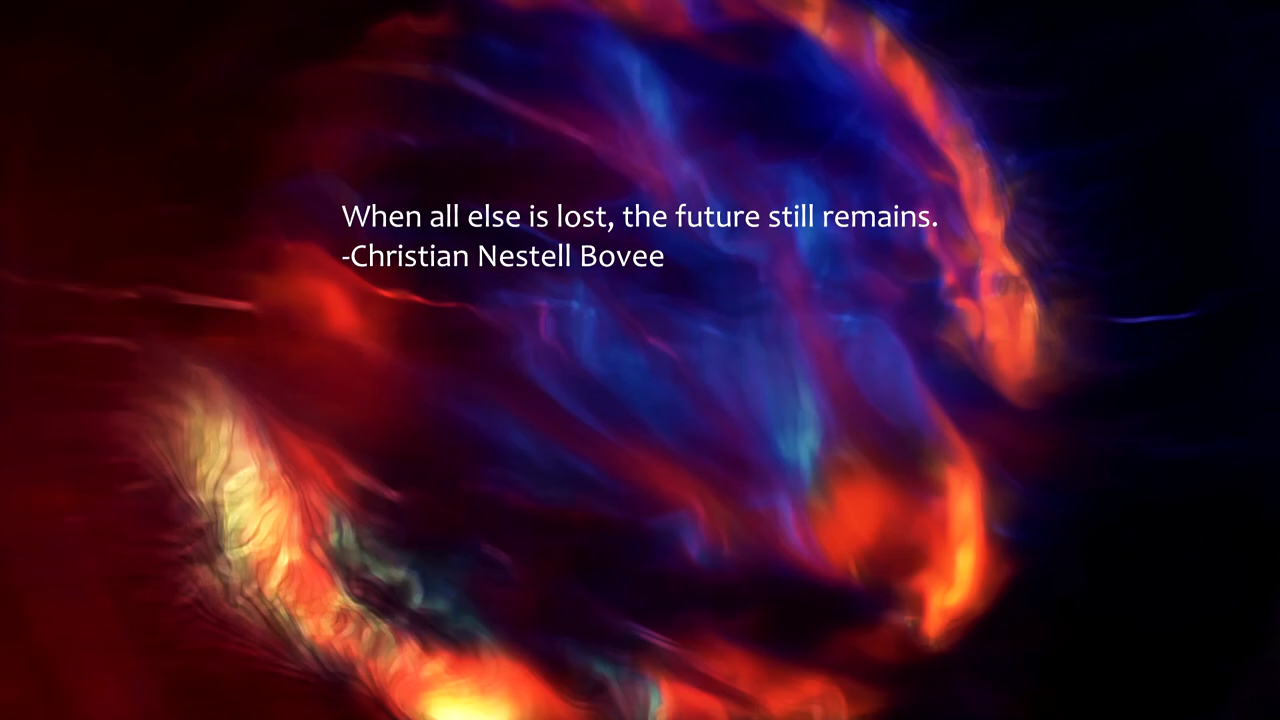 When all else is lost, the future still remains.
-Christian Nestell Bovee